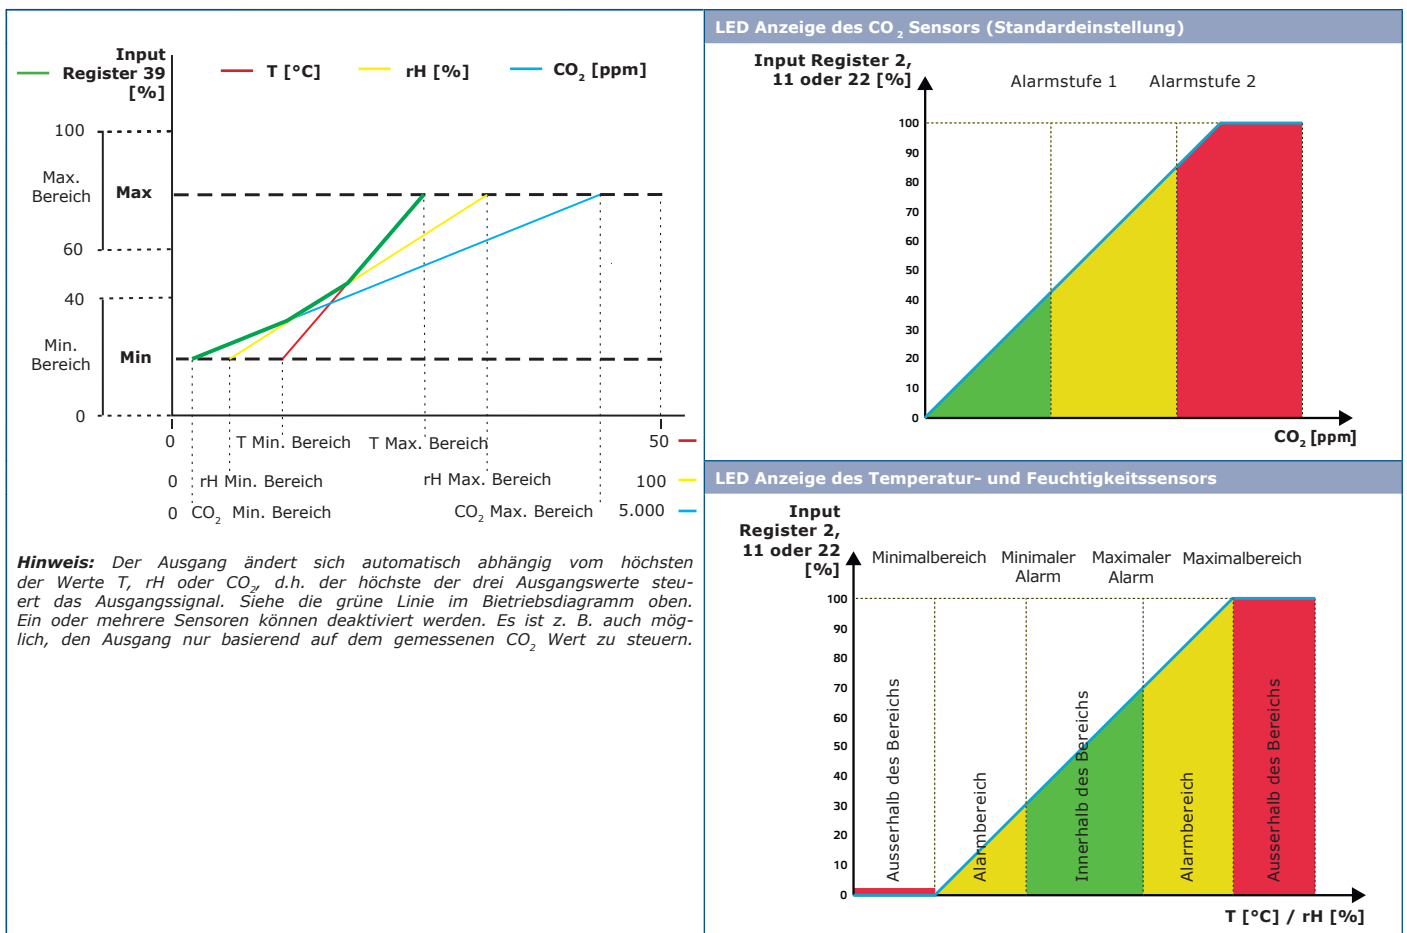 Input
Register 39
[%]
T [°C]
rH [%]
CO2 [ppm]
100
Max.
Bereich
Max
60
40
Min.
Bereich
Min
0
0
T Min. Bereich
T Max. Bereich
50
0
rH Min. Bereich
rH Max. Bereich
100
0
CO2 Min. Bereich
CO2 Max. Bereich
5.000
Hinweis: Der Ausgang ändert sich automatisch abhängig vom höchsten
der Werte T, rH oder CO2, d.h. der höchste der drei Ausgangswerte steu-
ert das Ausgangssignal. Siehe die grüne Linie im Bietriebsdiagramm oben.
Ein oder mehrere Sensoren können deaktiviert werden. Es ist z. B. auch mög-
lich, den Ausgang nur basierend auf dem gemessenen CO2 Wert zu steuern.
LED Anzeige des CO2 Sensors (Standardeinstellung)
Input Register 2,
11 oder 22 [%]
Alarmstufe 1
Alarmstufe 2
100
90
80
70
60
50
40
30
20
10
0
CO2 [ppm]
LED Anzeige des Temperatur- und Feuchtigkeitssensors
Input
Register 2,
11 oder 22
[%]
Minimalbereich
Minimaler
Alarm
Maximaler
Alarm
Maximalbereich
100
90
80
70
60
50
40
30
20
10
0
Ausserhalb des Bereichs
Alarmbereich
Innerhalb des Bereichs
Alarmbereich
Ausserhalb des Bereichs
T [°C] / rH [%]